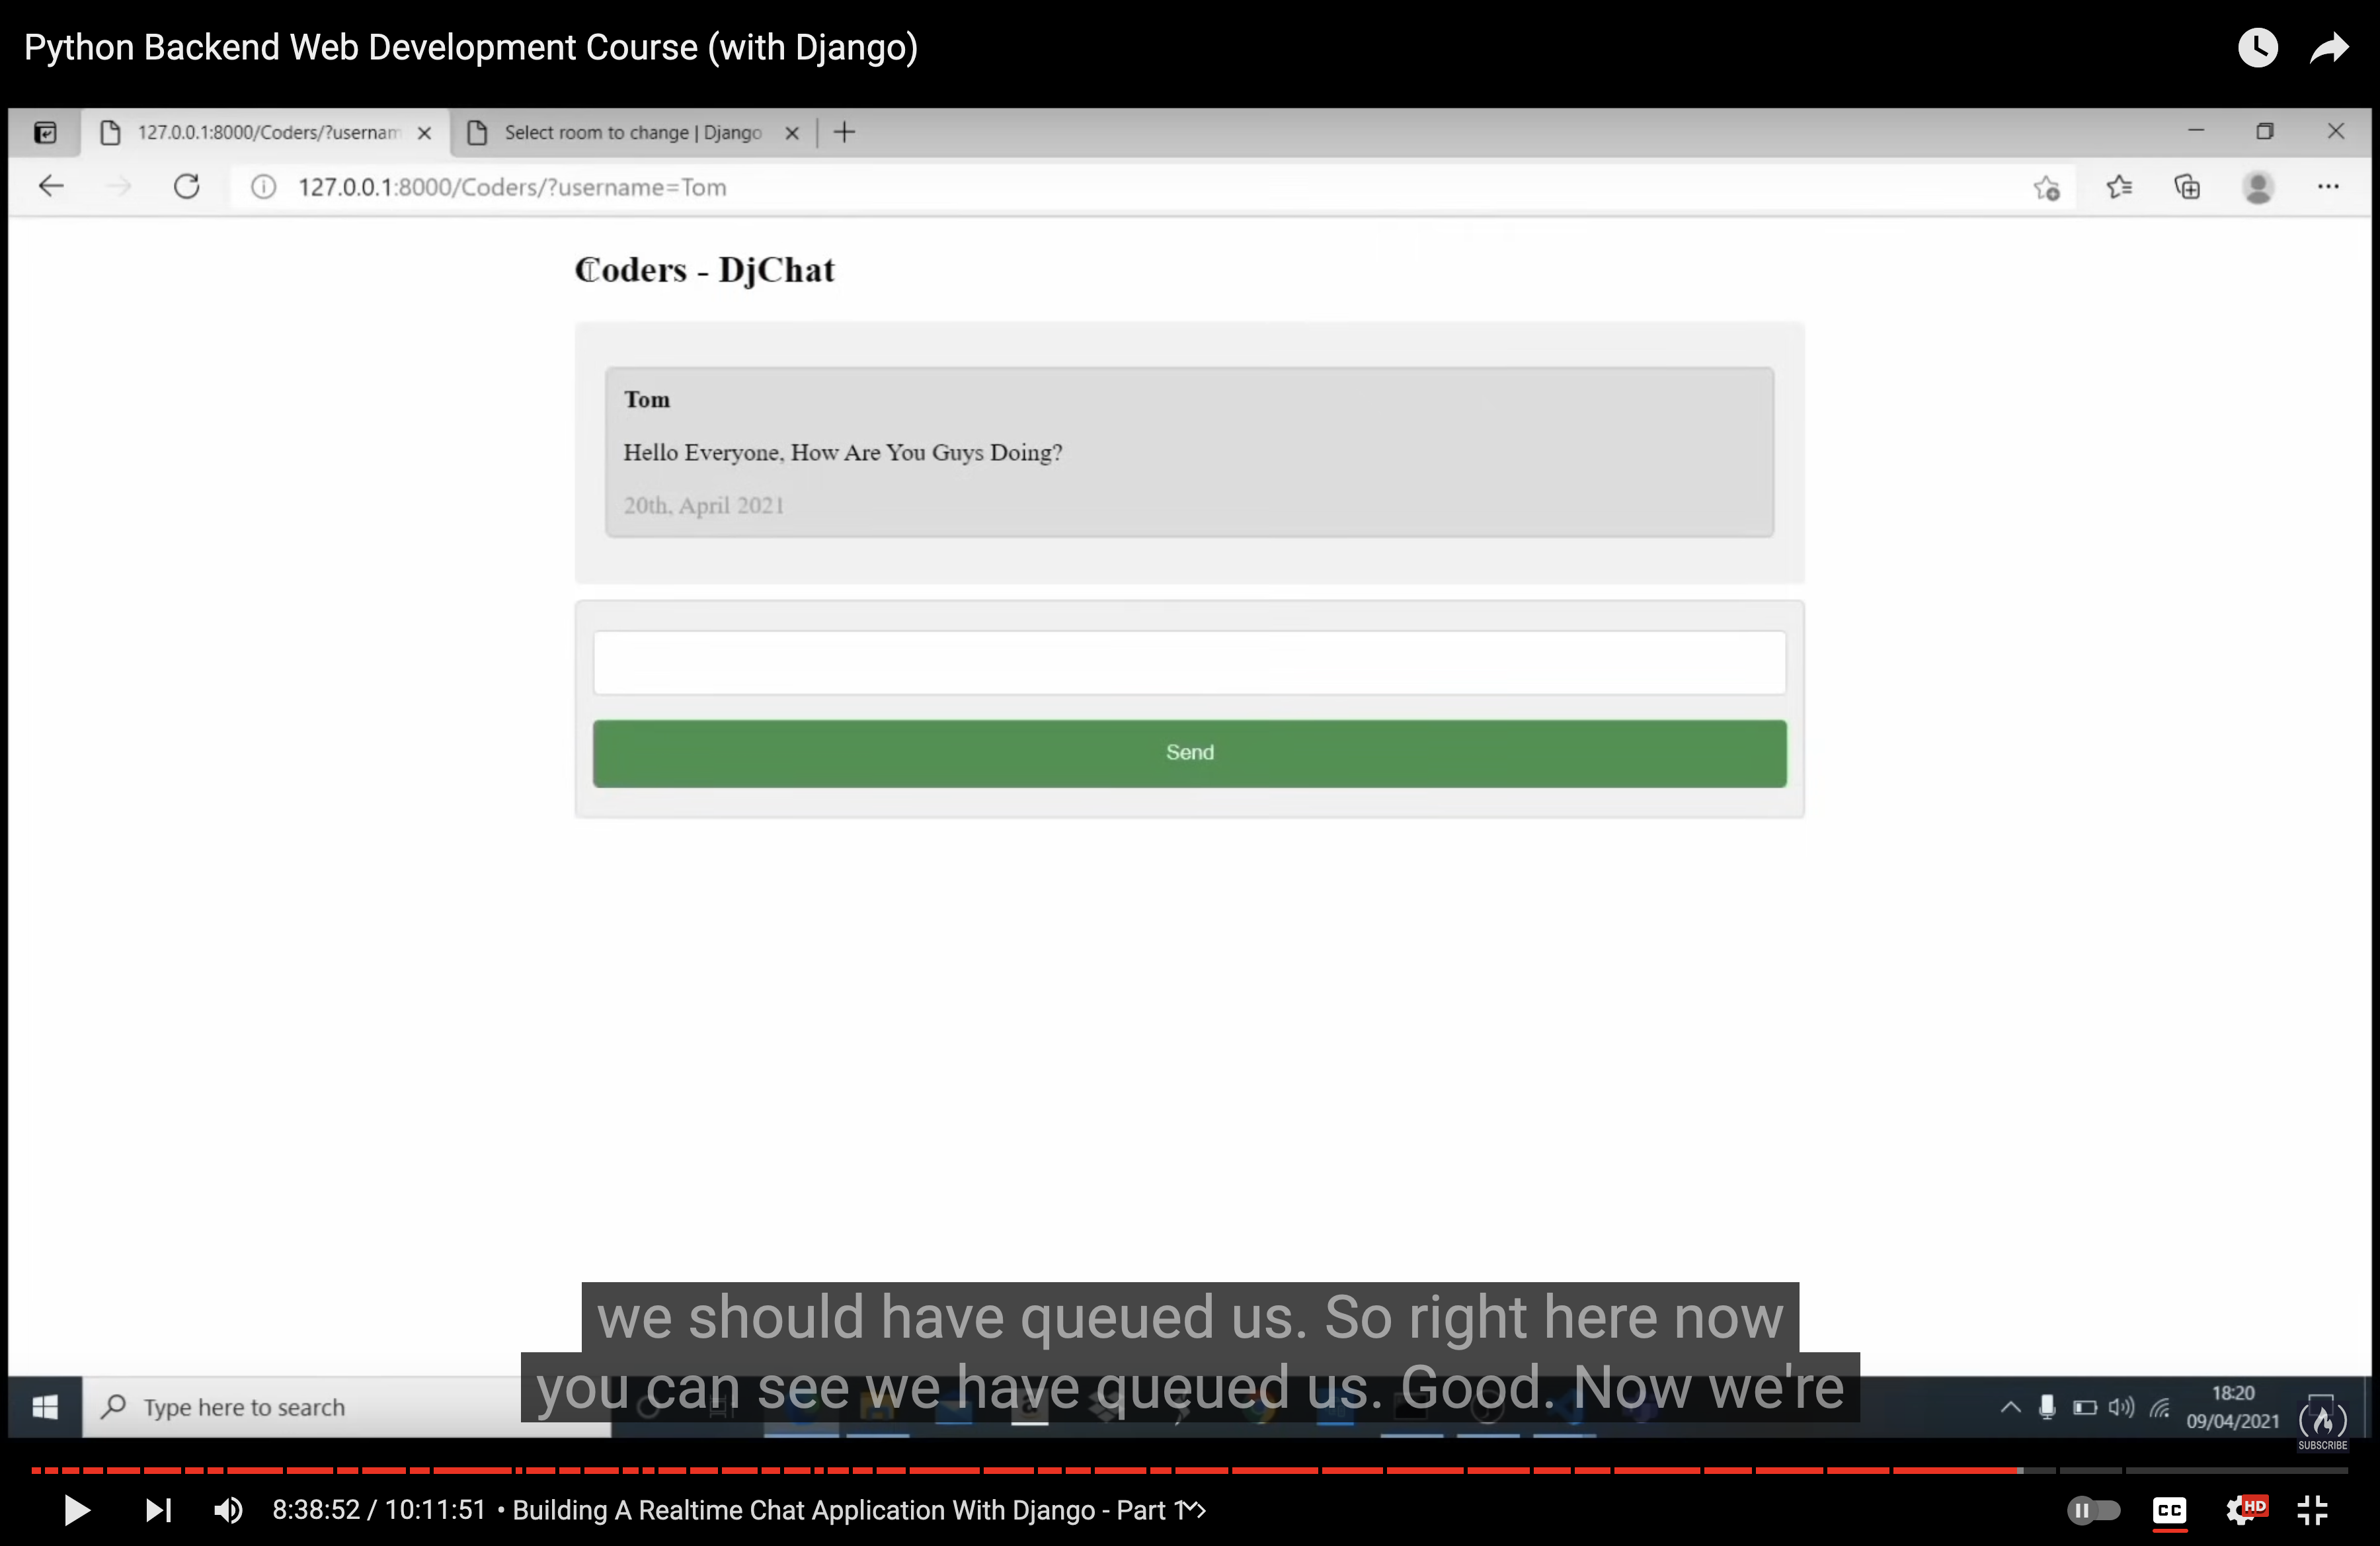 Python Backend Web Development Course (with Django)
127.0.0.1:8000/Coders/?usernam
Select room to change | Django
127.0.0.1:8000/Coders/?username=Tom
Coders - DjChat
Tom
Hello Everyone, How Are You Guys Doing?
20th, April 2021
Send
we should have queued us. So right here now
you can see we have queued us. Good. Now we're
Type here to search
18:20
09/04/2021
SUBSCRIBE
8:38:52 / 10:11:51 • Building A Realtime Chat Application With Django - Part 1
CC
HD